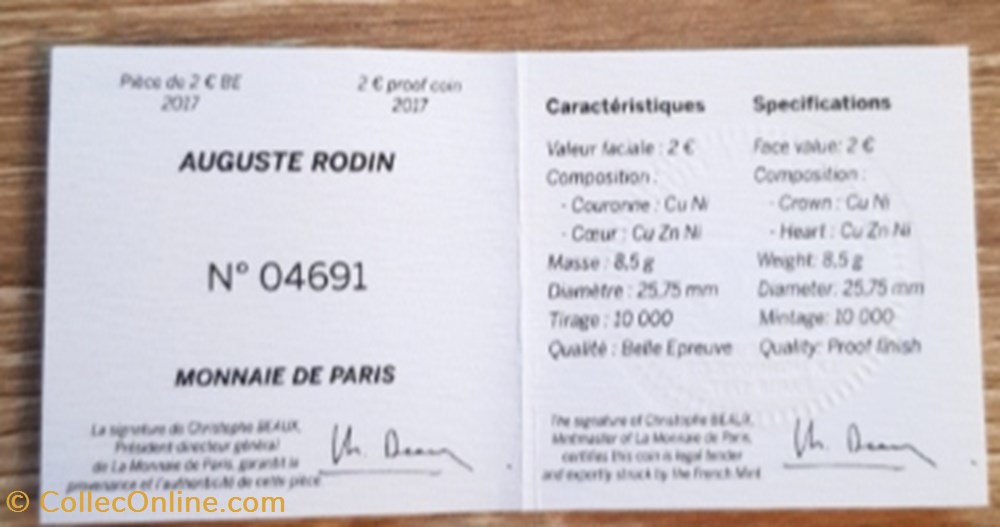 Pièce de 2 € BE
2017
2 € proof coin
2017
AUGUSTE RODIN
N° 04691
MONNAIE DE PARIS
La signature de Christophe BEAUX,
Président-directeur général
de La Monnaie de Paris, garantit la
provenance et l'authenticité de cette pièce
Ch. Beaux
Caractéristiques
Valeur faciale : 2 €
Composition :
- Couronne : Cu Ni
- Cœur : Cu Zn Ni
Masse : 8,5 g
Diamètre : 25,75 mm
Tirage : 10 000
Qualité : Belle Epreuve
Specifications
Face value: 2 €
Composition :
- Crown : Cu Ni
- Heart : Cu Zn Ni
Weight: 8,5 g
Diameter: 25,75 mm
Mintage: 10 000
Quality: Proof finish
The signature of Christophe BEAUX,
Mintmaster of La Monnaie de Paris,
certifies this coin is legal tender
and expertly struck by the French Mint
Ch. Beaux
© CollecOnline.com